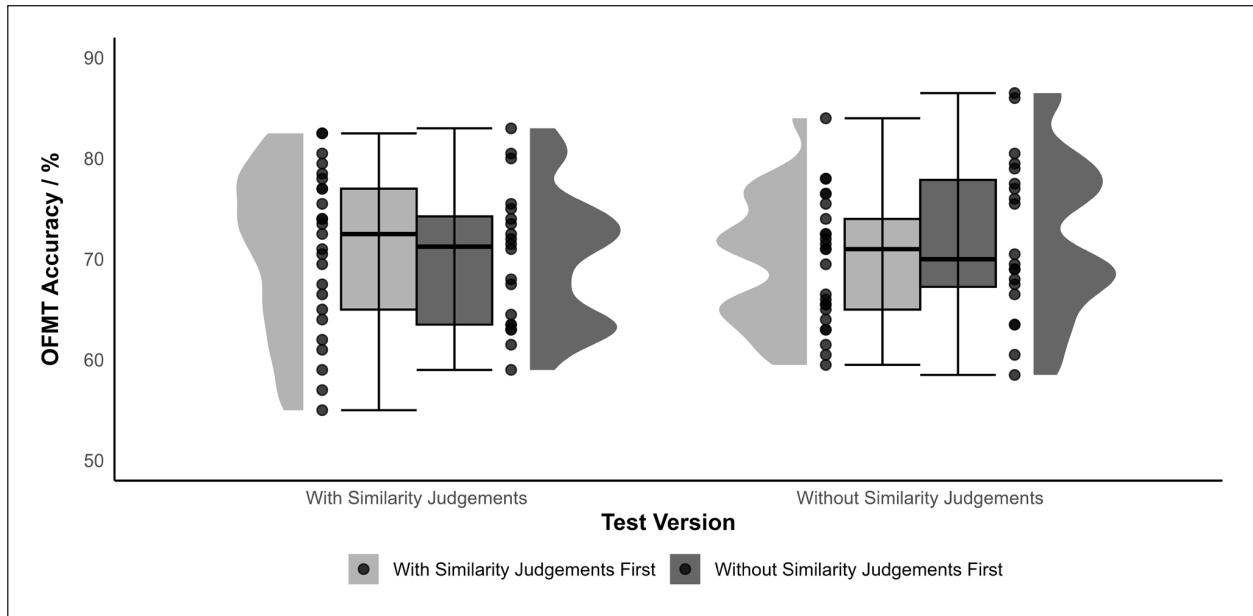 90
80
70
60
50
OFMT Accuracy / %
With Similarity Judgements
Without Similarity Judgements
Test Version
With Similarity Judgements First
Without Similarity Judgements First